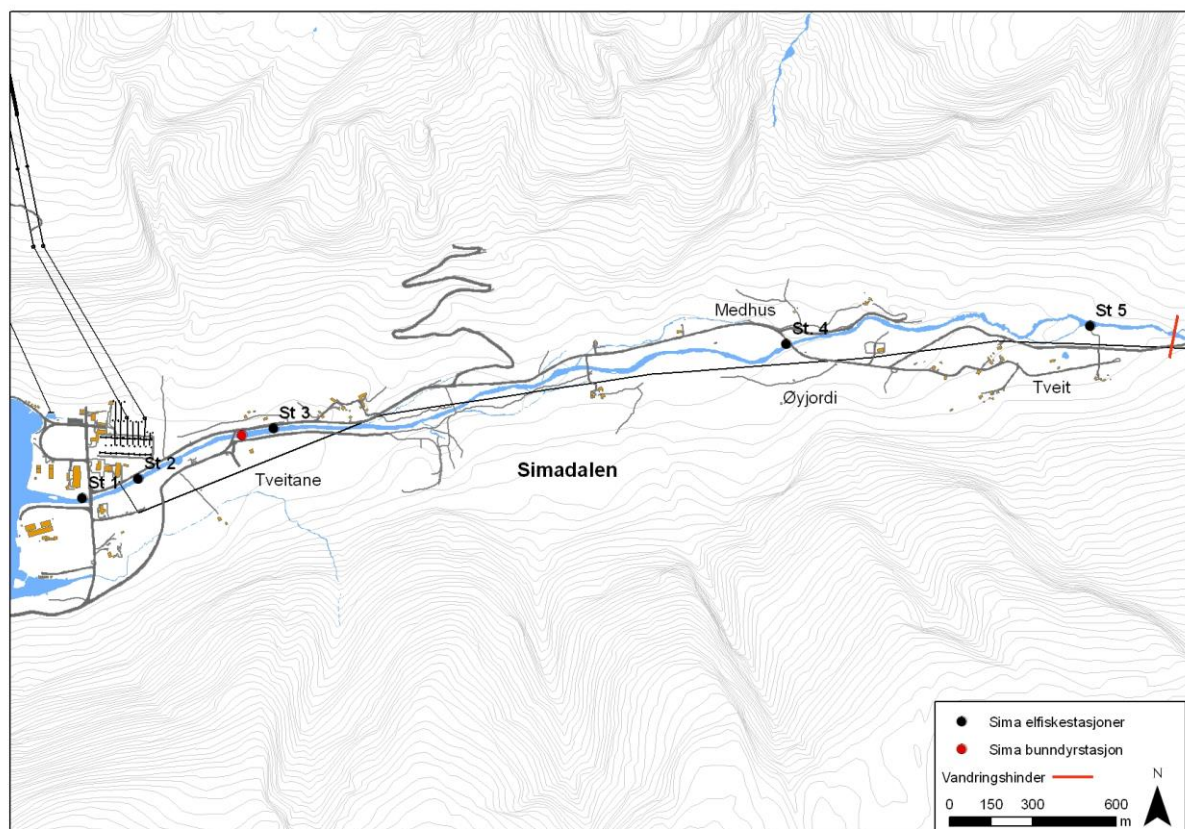 Medhus
St. 4
St 5
Øyjordi
Tveit
St 3
Simadalen
St 2
Tveitane
St 1
Sima elfiskestasjoner
Sima bunndyrstasjon
Vandringshinder
N
0 150 300 600
m